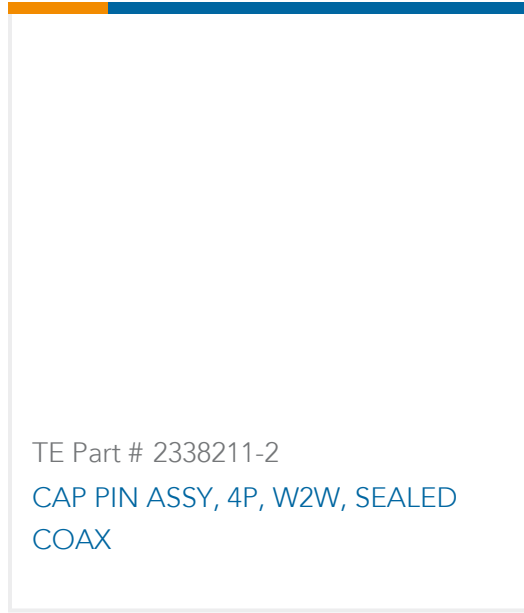 TE Part # 2338211-2
CAP PIN ASSY, 4P, W2W, SEALED
COAX